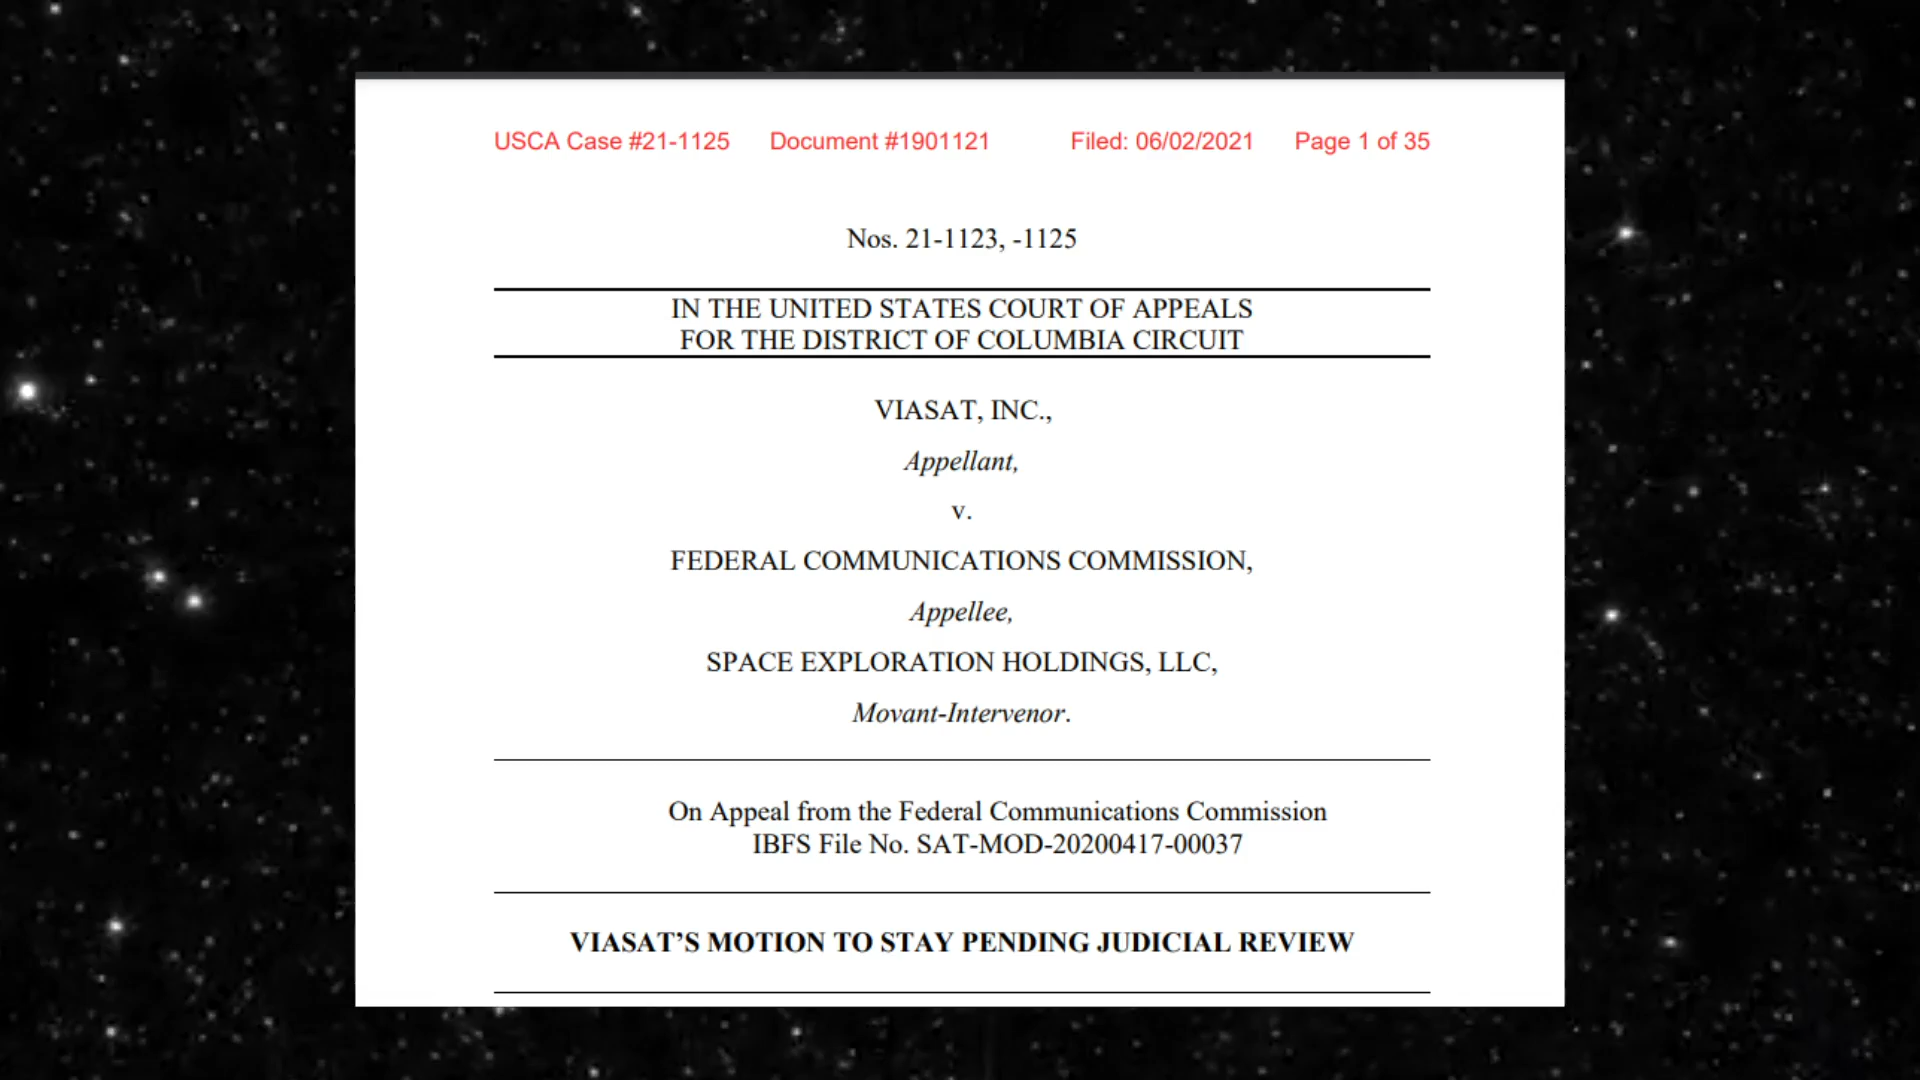 USCA Case #21-1125 Document #1901121 Filed: 06/02/2021 Page 1 of 35
Nos. 21-1123, -1125
IN THE UNITED STATES COURT OF APPEALS
FOR THE DISTRICT OF COLUMBIA CIRCUIT
VIASAT, INC.,
Appellant,
v.
FEDERAL COMMUNICATIONS COMMISSION,
Appellee,
SPACE EXPLORATION HOLDINGS, LLC,
Movant-Intervenor.
On Appeal from the Federal Communications Commission
IBFS File No. SAT-MOD-20200417-00037
VIASAT’S MOTION TO STAY PENDING JUDICIAL REVIEW